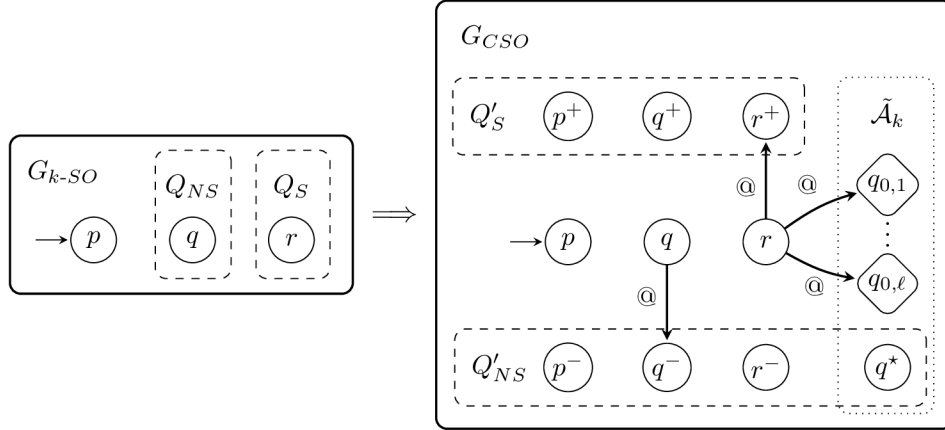 G_{CSO}
Q'_S p^+ q^+ r^+ Ã_k
G_{k-SO} Q_{NS} Q_S
@ @ q_{0,1}
p q r ⟹ p q r
@ @ q_{0,ℓ}
Q'_{NS} p^- q^- r^- q^⋆